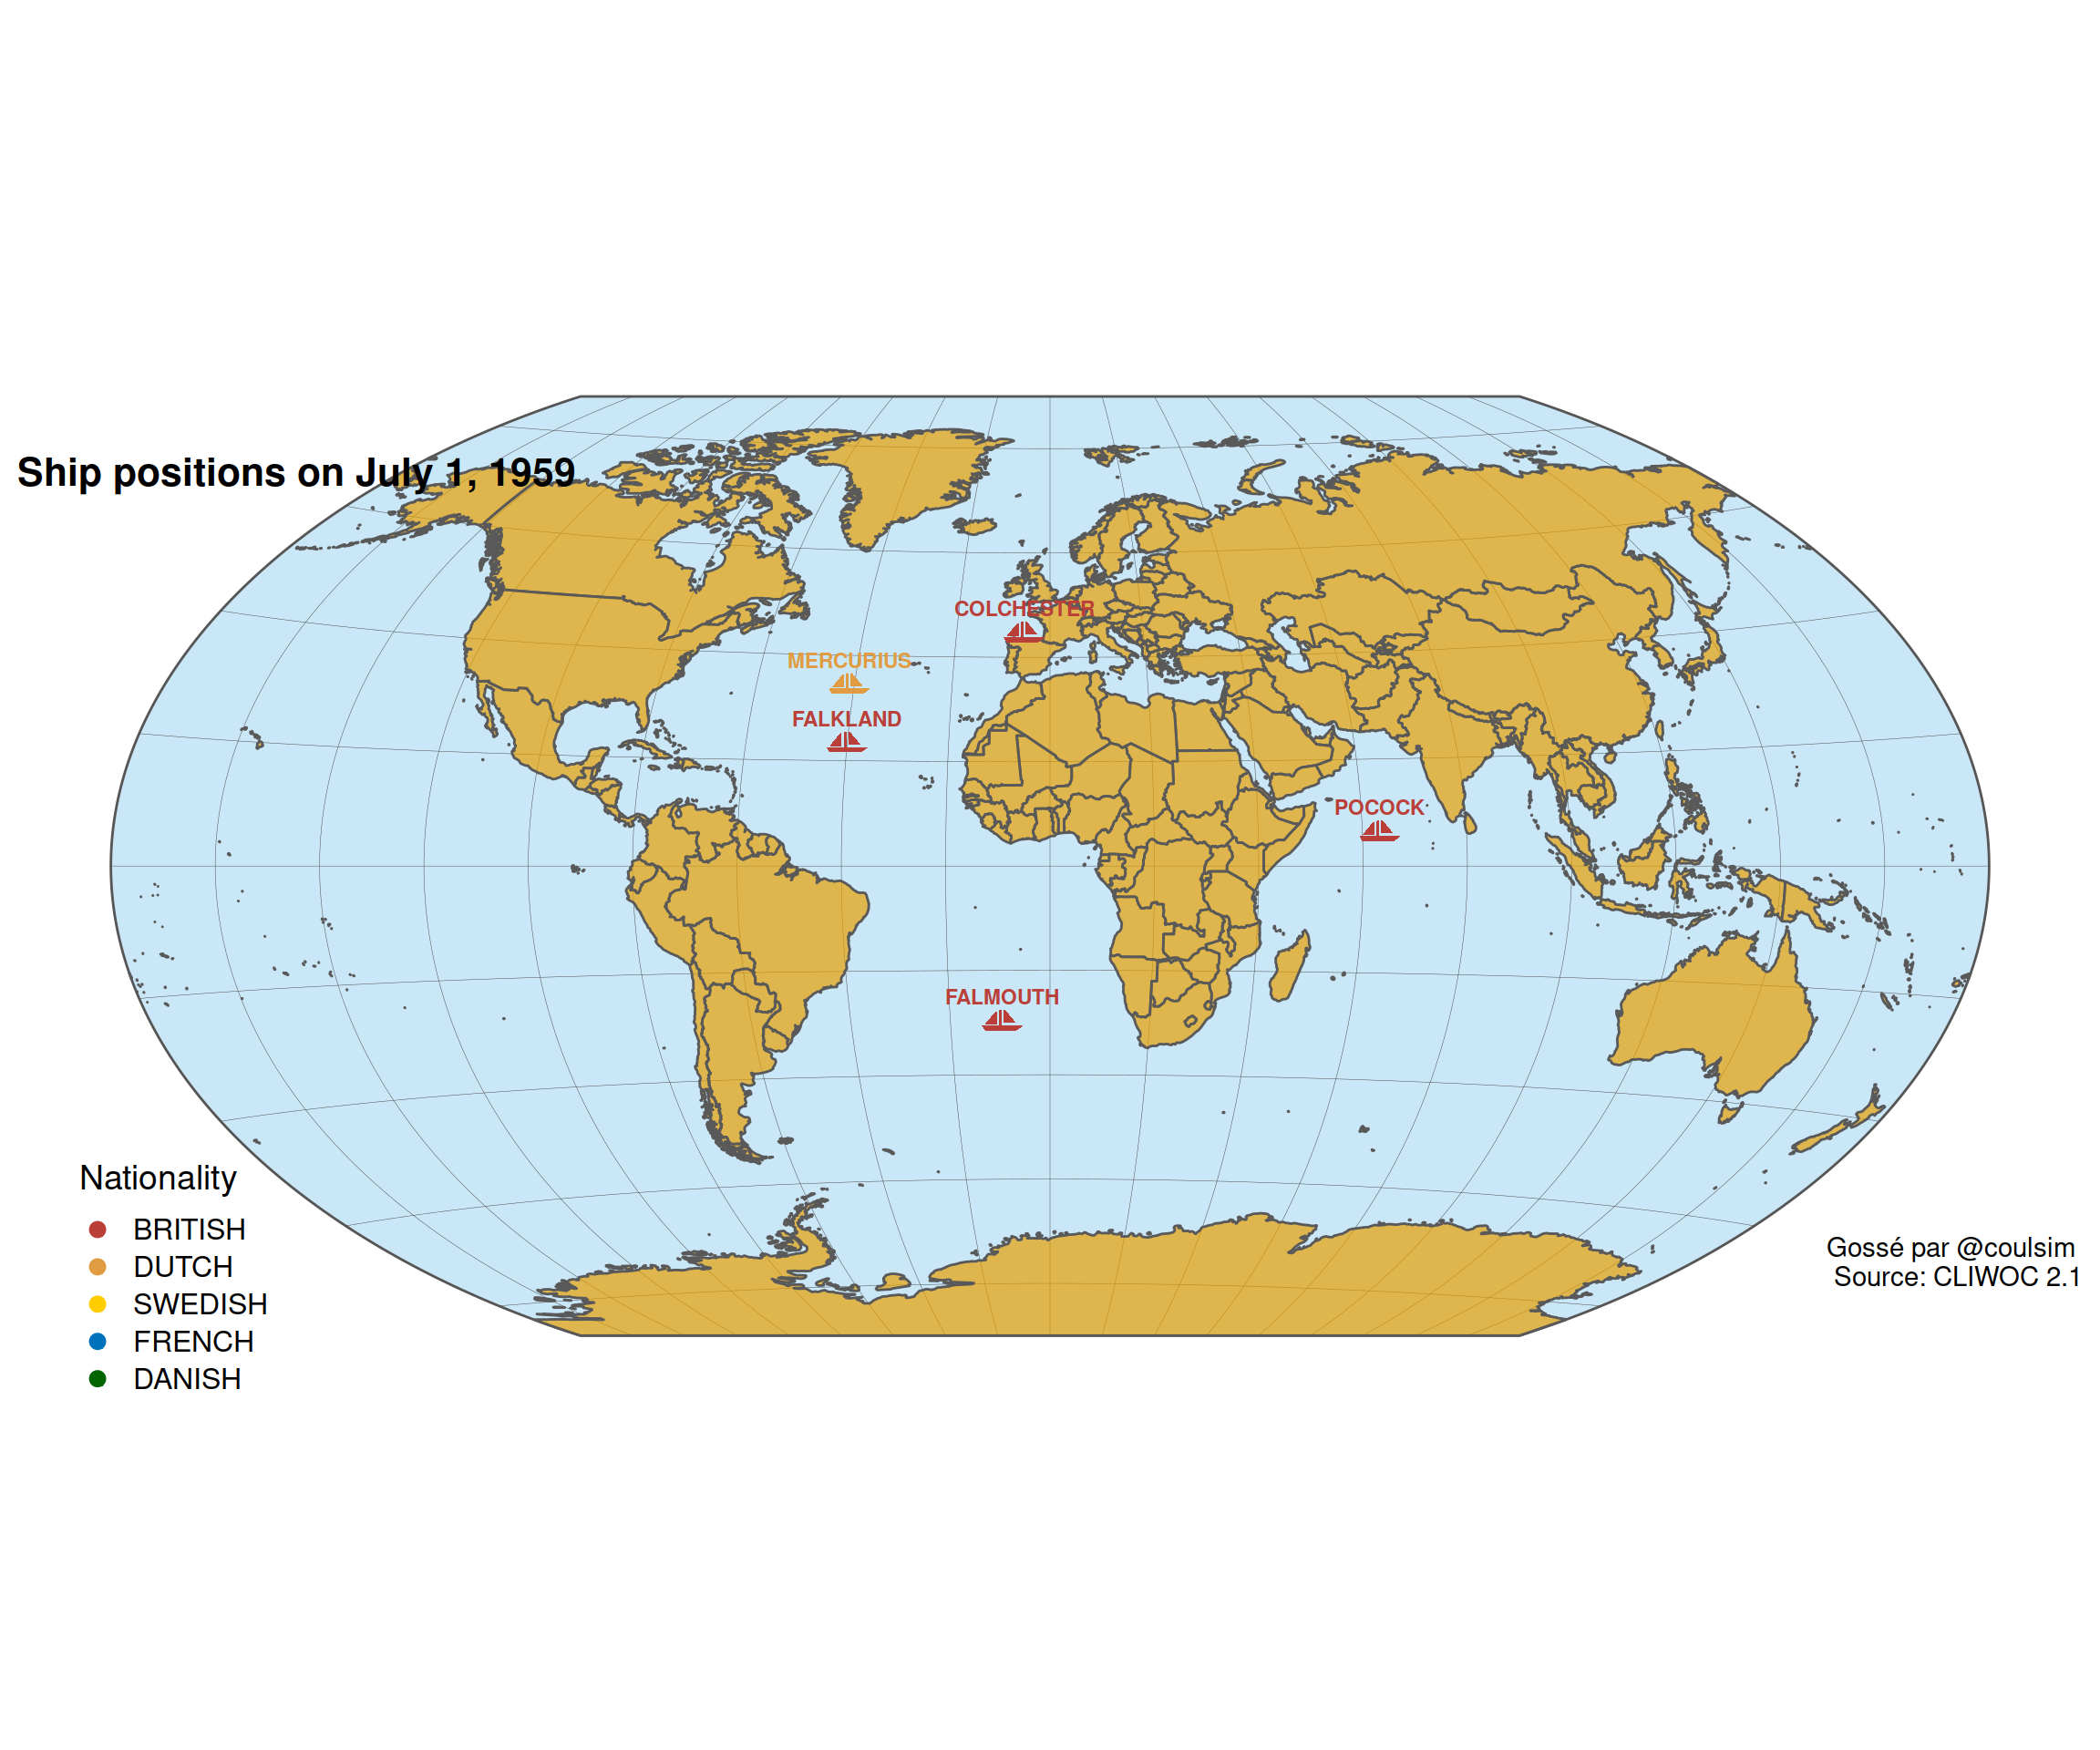 Ship positions on July 1, 1959
COLCHESTER
MERCURIUS
FALKLAND
POCOCK
FALMOUTH
Nationality
BRITISH
DUTCH
SWEDISH
FRENCH
DANISH
Gossé par @coulsim
Source: CLIWOC 2.1